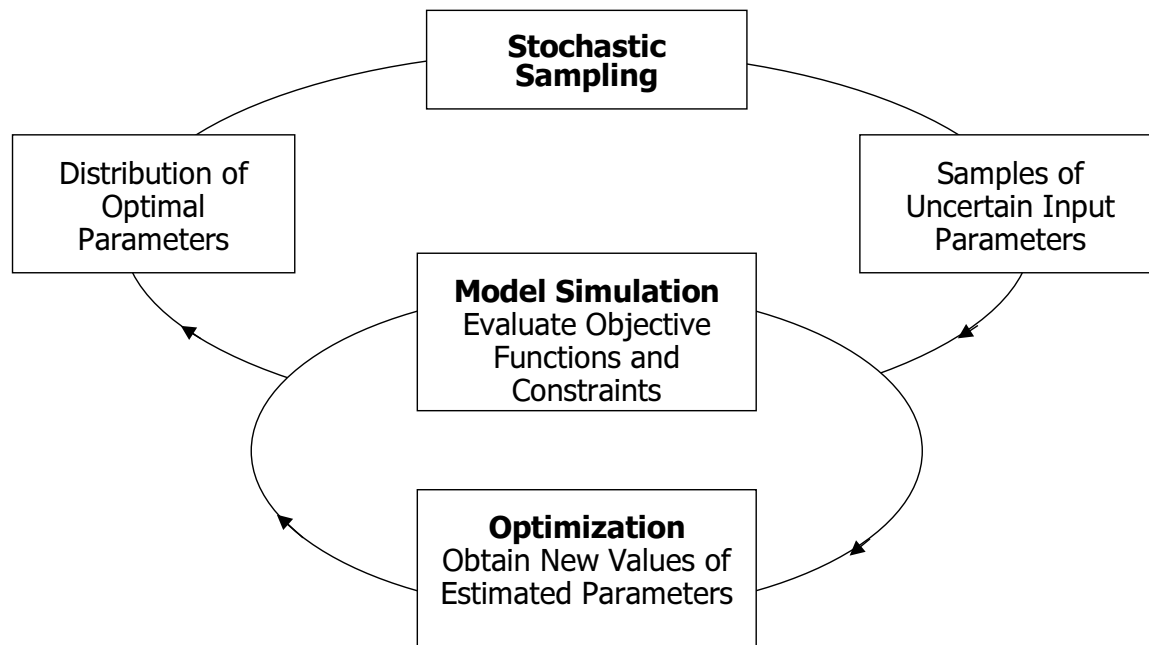 Stochastic
Sampling
Distribution of
Optimal
Parameters
Samples of
Uncertain Input
Parameters
Model Simulation
Evaluate Objective
Functions and
Constraints
Optimization
Obtain New Values of
Estimated Parameters